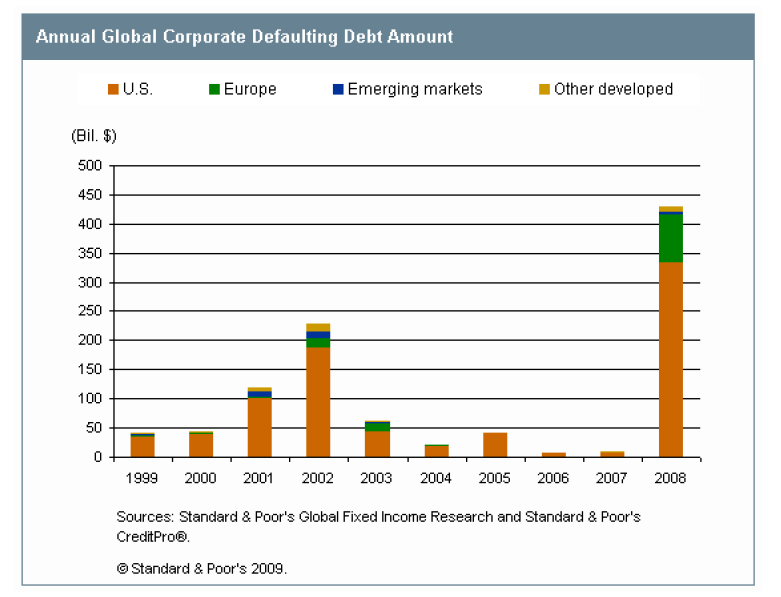 Annual Global Corporate Defaulting Debt Amount
U.S. Europe Emerging markets Other developed
(Bil. $)
500
450
400
350
300
250
200
150
100
50
0
1999 2000 2001 2002 2003 2004 2005 2006 2007 2008
Sources: Standard & Poor's Global Fixed Income Research and Standard & Poor's
CreditPro®.
© Standard & Poor's 2009.